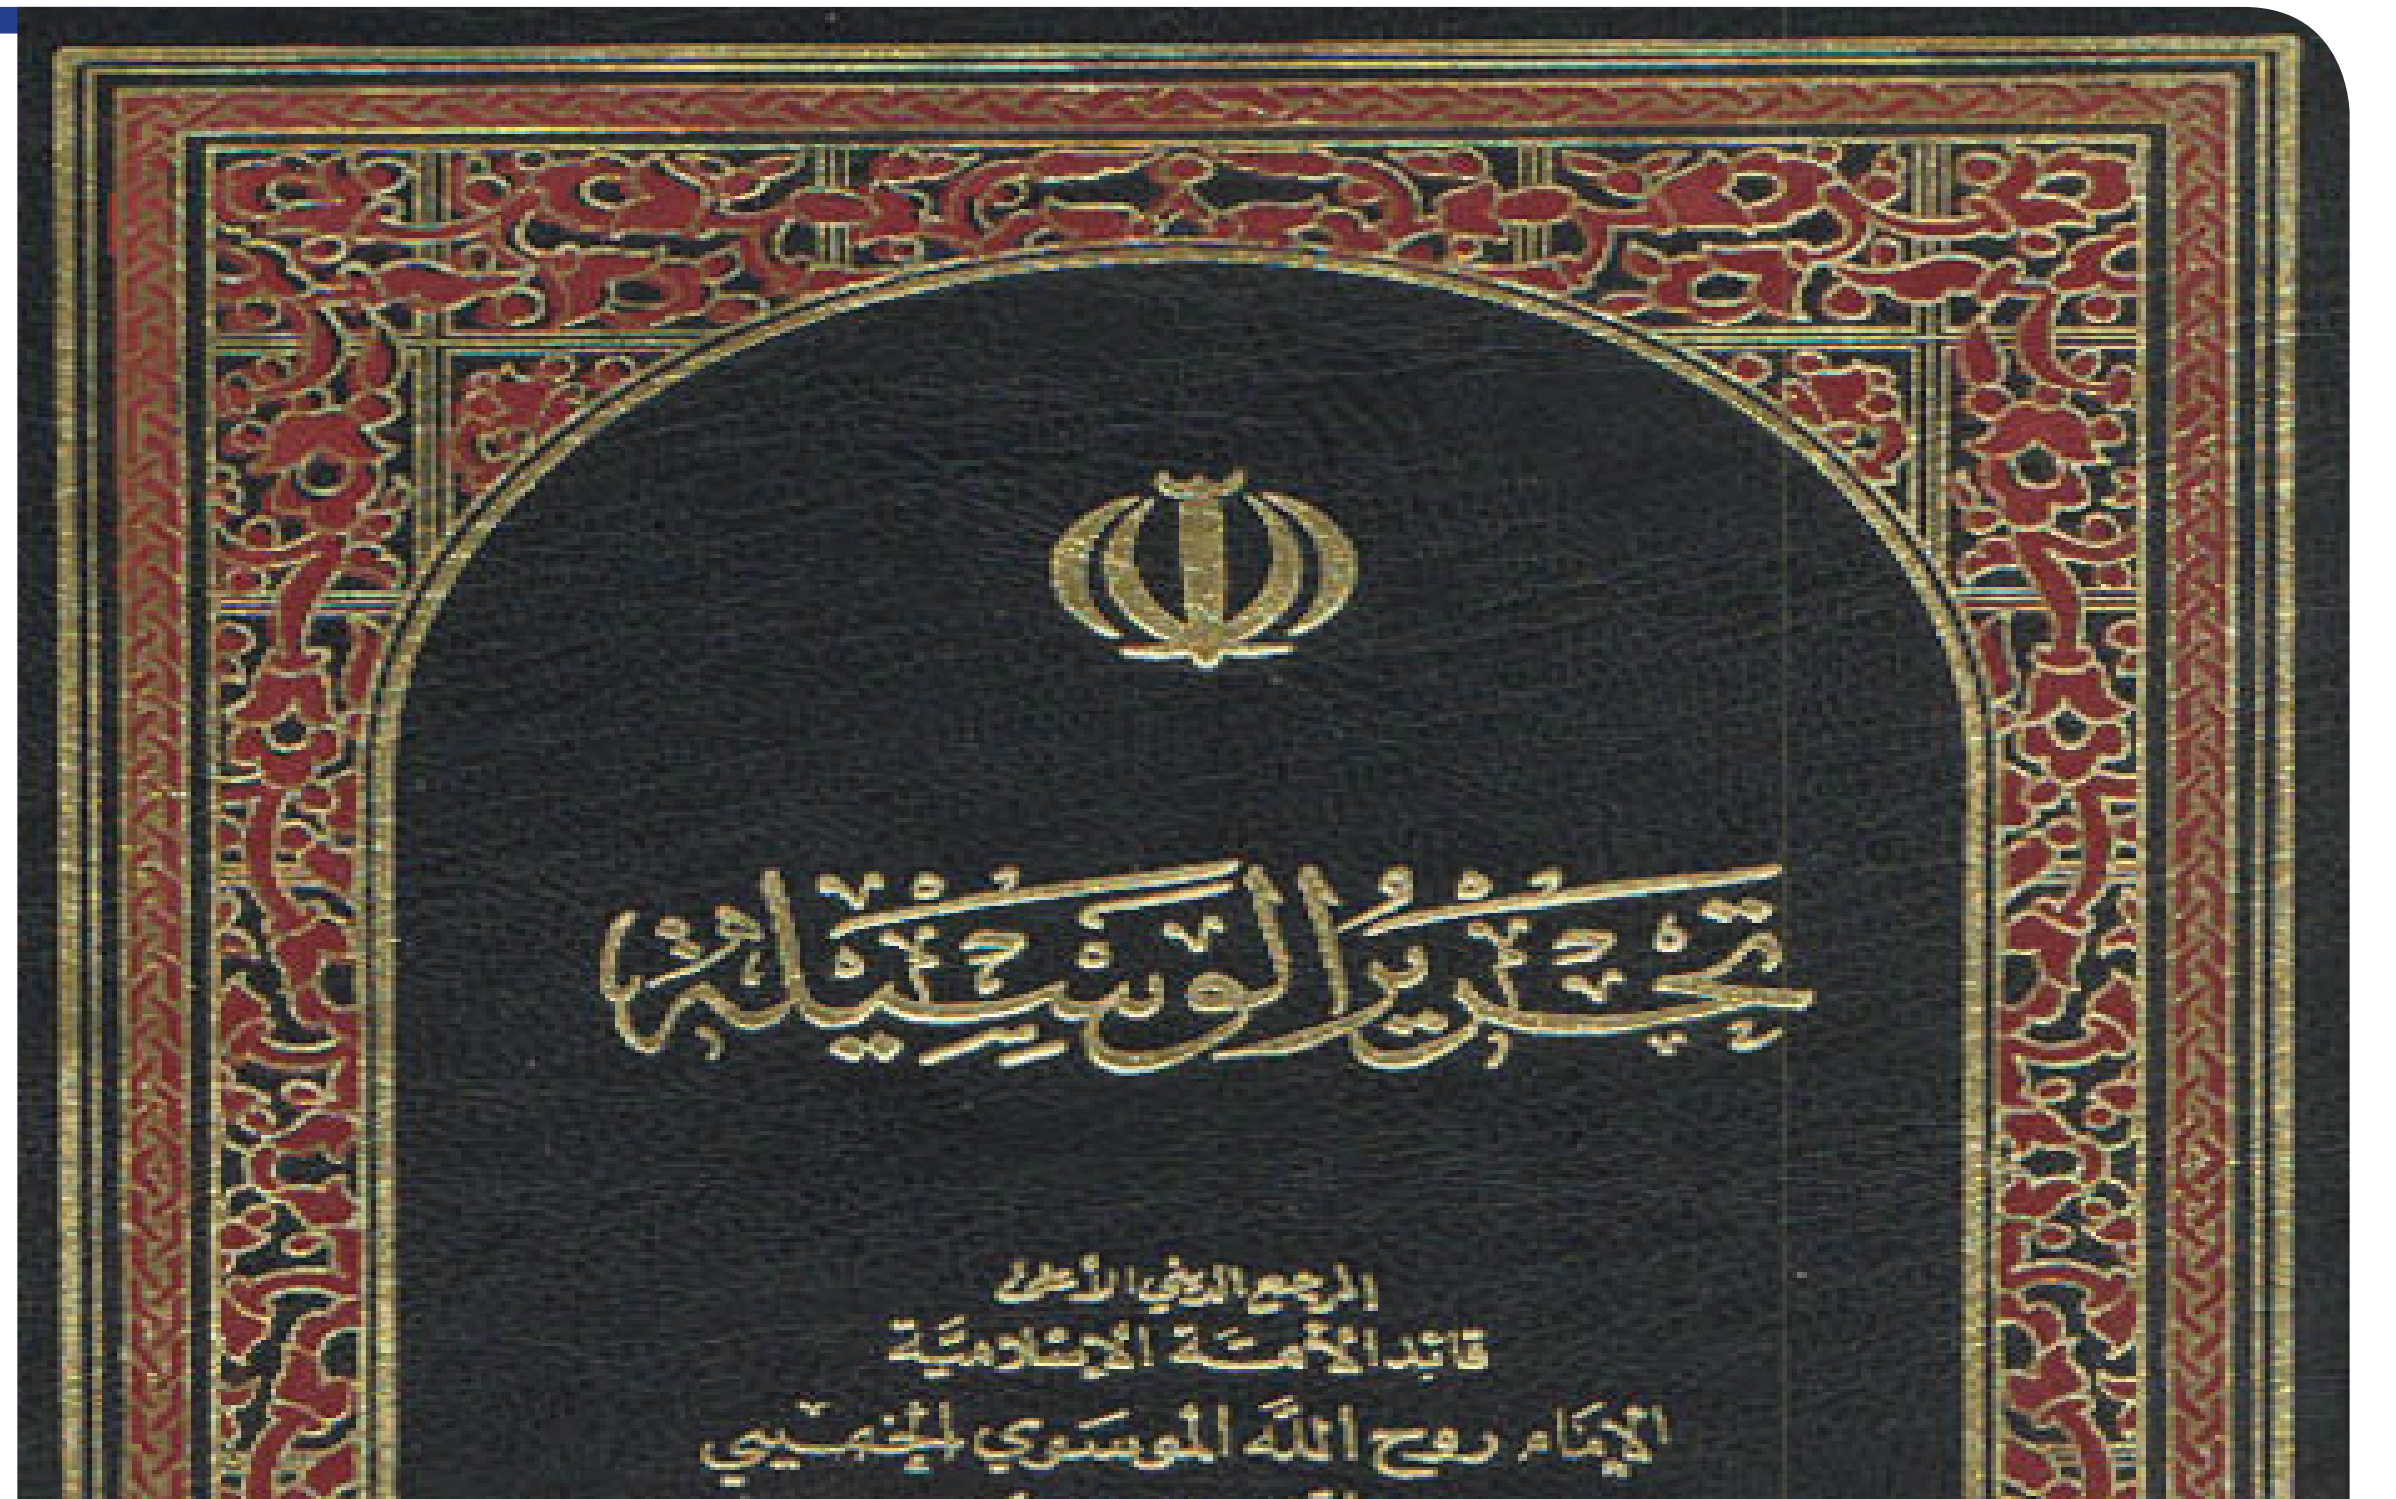 تحرير الوسيلة
المرجع الديني الأعلى
قائد الأمة الإسلامية
الإمام روح الله الموسوي الخميني